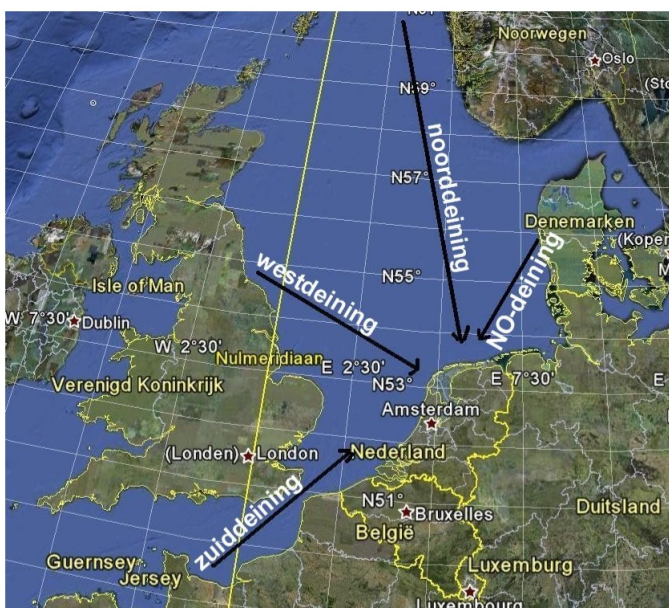 Noorwegen
Oslo
N59°
noorddeining
N57°
Denemarken
(Koper
westdeining
N55°
NO-deining
Isle of Man
W 7°30'
Dublin
W 2°30'
Nulmeridiaan
E 2°30'
N53°
E 7°30'
E
Verenigd Koninkrijk
Amsterdam
(Londen)
London
Nederland
zuiddeining
N51°
Bruxelles
België
Duitsland
Guernsey
Jersey
Luxemburg
Luxembourg